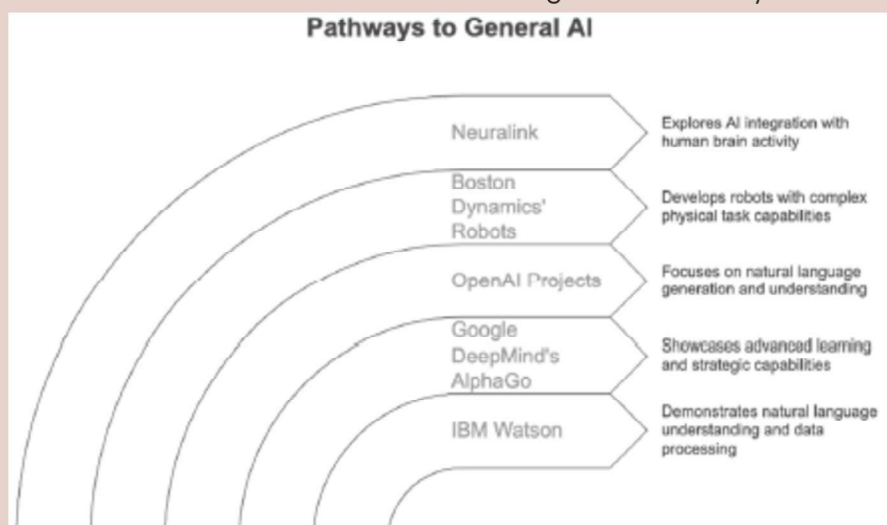 Pathways to General AI
Neuralink
Explores AI integration with
human brain activity
Boston
Dynamics'
Robots
Develops robots with complex
physical task capabilities
OpenAI Projects
Focuses on natural language
generation and understanding
Google
DeepMind's
AlphaGo
Showcases advanced learning
and strategic capabilities
IBM Watson
Demonstrates natural language
understanding and data
processing